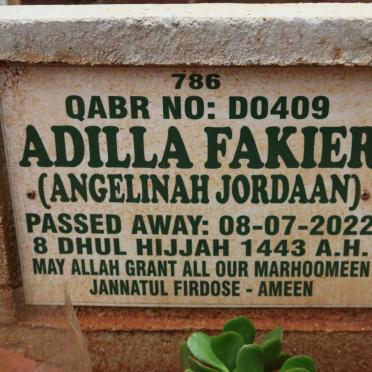 786
QABR NO: D0409
ADILLA FAKIER
(ANGELINAH JORDAAN)
PASSED AWAY: 08-07-2022
8 DHUL HIJJAH 1443 A.H.
MAY ALLAH GRANT ALL OUR MARHOOMEEN
JANNATUL FIRDOSE - AMEEN